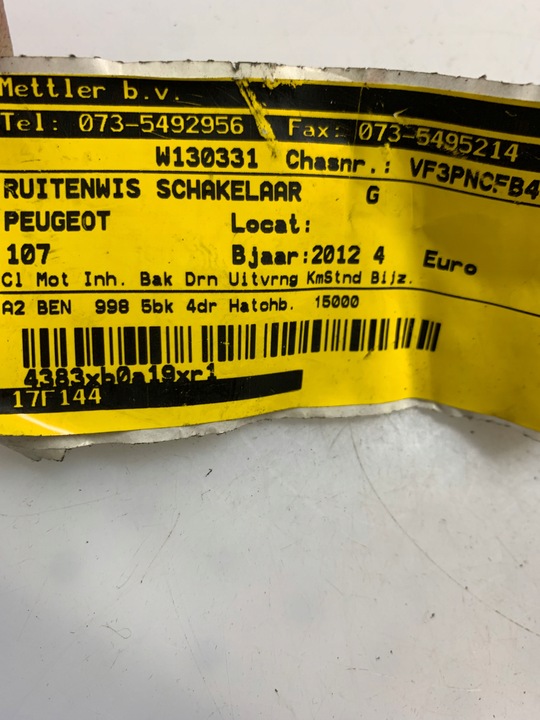 Mettler b.v.
Tel: 073-5492956 Fax: 073-5495214
W130331 Chasnr.: VF3PNCFB4
RUITENWIS SCHAKELAAR G
PEUGEOT Locat:
107 Bjaar:2012 4 Euro
Cl Mot Inh. Bak Drn Uitvrng KmStnd Bijz.
A2 BEN 998 5bk 4dr Hatchb. 15000
4383xb0a19xr1